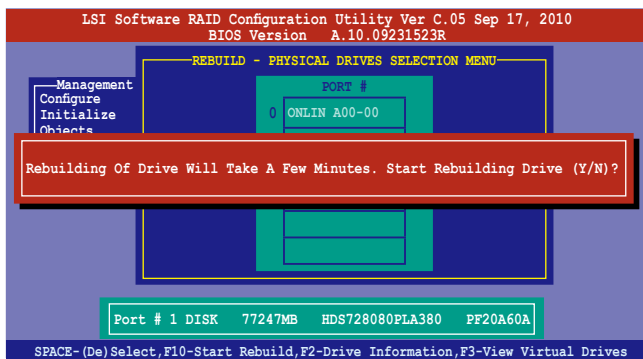 LSI Software RAID Configuration Utility Ver C.05 Sep 17, 2010
BIOS Version A.10.09231523R
REBUILD - PHYSICAL DRIVES SELECTION MENU
Management
PORT #
Configure
Initialize
0 ONLIN A00-00
Objects
Rebuilding Of Drive Will Take A Few Minutes. Start Rebuilding Drive (Y/N)?
Port # 1 DISK 77247MB HDS728080PLA380 PF20A60A
SPACE-(De)Select,F10-Start Rebuild,F2-Drive Information,F3-View Virtual Drives